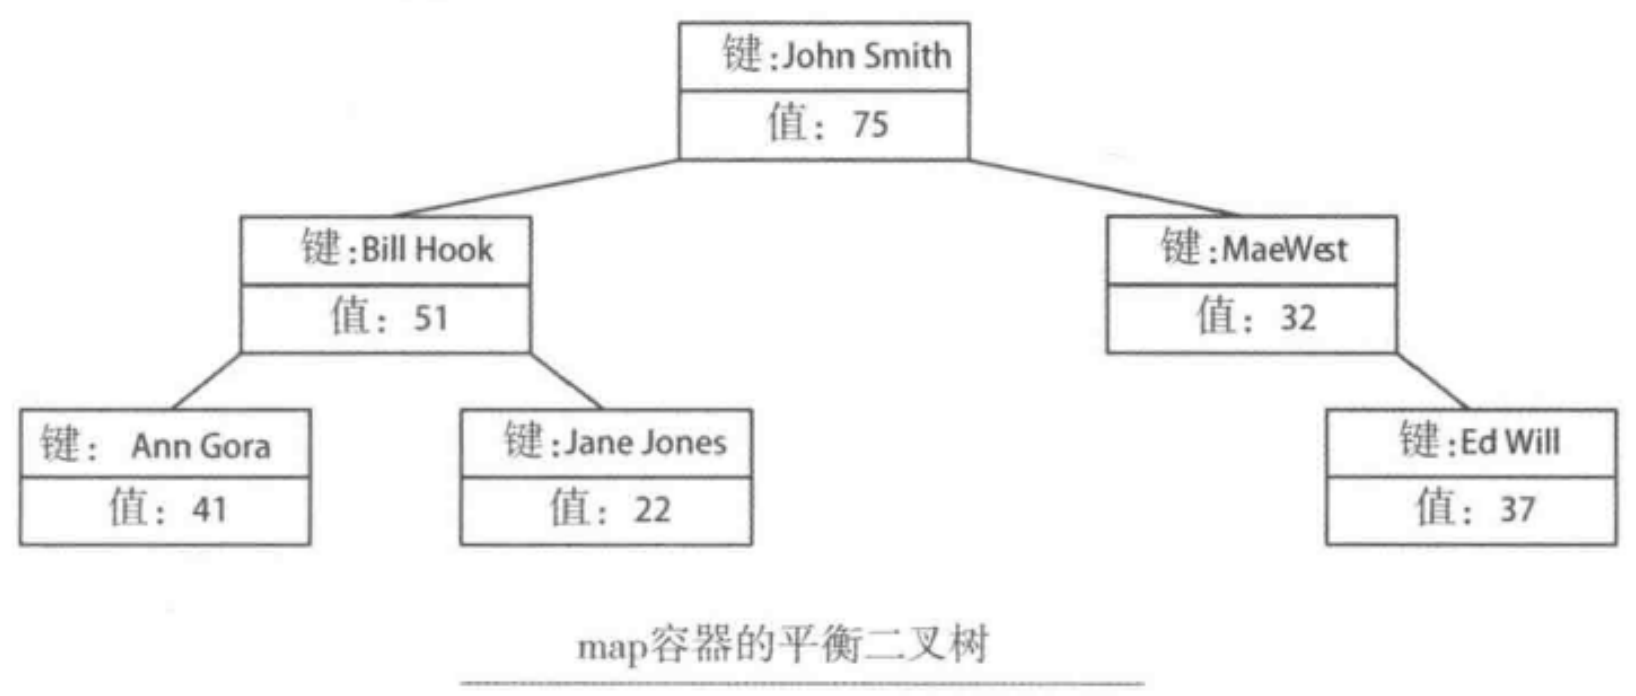 键:John Smith
值: 75
键:Bill Hook
值: 51
键:MaeWest
值: 32
键: Ann Gora
值: 41
键:Jane Jones
值: 22
键:Ed Will
值: 37
map容器的平衡二叉树